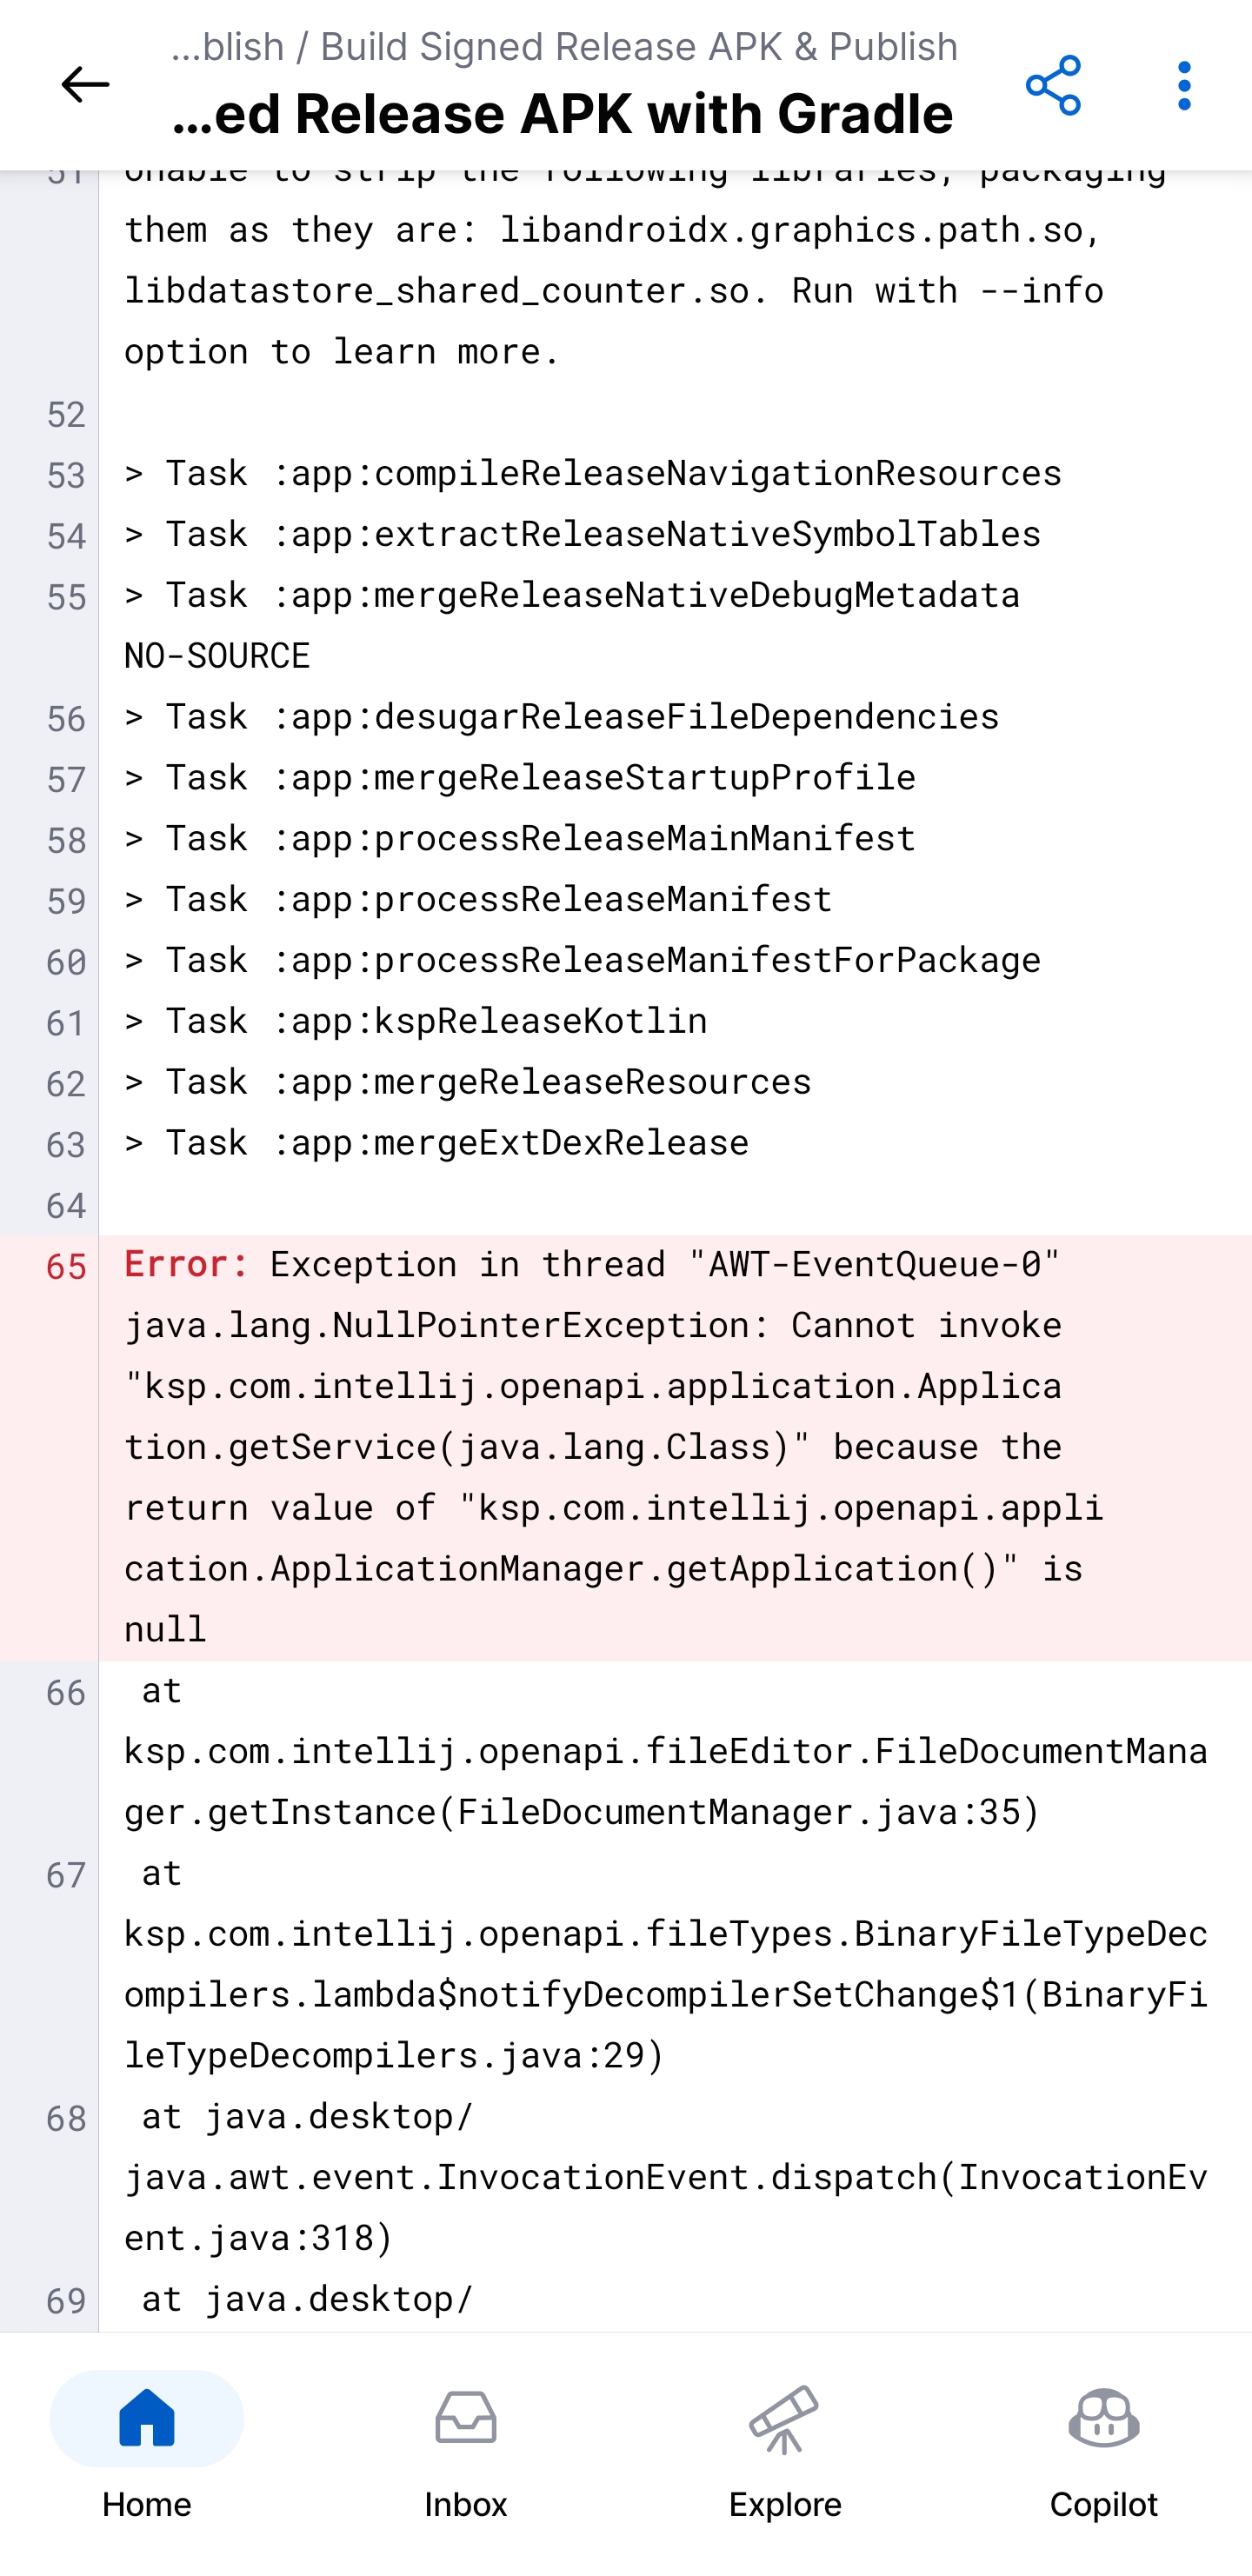 ...blish / Build Signed Release APK & Publish
...ed Release APK with Gradle
51 Unable to strip the following libraries, packaging
them as they are: libandroidx.graphics.path.so,
libdatastore_shared_counter.so. Run with --info
option to learn more.
52
53 > Task :app:compileReleaseNavigationResources
54 > Task :app:extractReleaseNativeSymbolTables
55 > Task :app:mergeReleaseNativeDebugMetadata
NO-SOURCE
56 > Task :app:desugarReleaseFileDependencies
57 > Task :app:mergeReleaseStartupProfile
58 > Task :app:processReleaseMainManifest
59 > Task :app:processReleaseManifest
60 > Task :app:processReleaseManifestForPackage
61 > Task :app:kspReleaseKotlin
62 > Task :app:mergeReleaseResources
63 > Task :app:mergeExtDexRelease
64
65 Error: Exception in thread "AWT-EventQueue-0"
java.lang.NullPointerException: Cannot invoke
"ksp.com.intellij.openapi.application.Applica
tion.getService(java.lang.Class)" because the
return value of "ksp.com.intellij.openapi.appli
cation.ApplicationManager.getApplication()" is
null
66 at
ksp.com.intellij.openapi.fileEditor.FileDocumentMana
ger.getInstance(FileDocumentManager.java:35)
67 at
ksp.com.intellij.openapi.fileTypes.BinaryFileTypeDec
ompilers.lambda$notifyDecompilerSetChange$1(BinaryFi
leTypeDecompilers.java:29)
68 at java.desktop/
java.awt.event.InvocationEvent.dispatch(InvocationEv
ent.java:318)
69 at java.desktop/
Home
Inbox
Explore
Copilot